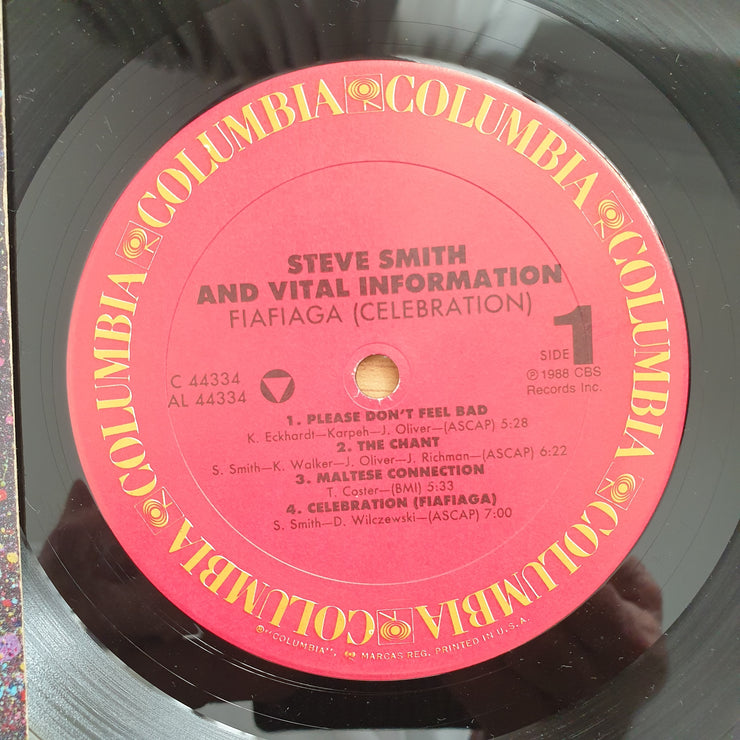 COLUMBIA COLUMBIA COLUMBIA COLUMBIA COLUMBIA COLUMBIA COLUMBIA
STEVE SMITH
AND VITAL INFORMATION
FIAFIAGA (CELEBRATION)
SIDE 1
℗ 1988 CBS
Records Inc.
C 44334
AL 44334
1. PLEASE DON'T FEEL BAD
K. Eckhardt—Karpeh—J. Oliver—(ASCAP) 5:28
2. THE CHANT
S. Smith—K. Walker—J. Oliver—J. Richman—(ASCAP) 6:22
3. MALTESE CONNECTION
T. Coster—(BMI) 5:33
4. CELEBRATION (FIAFIAGA)
S. Smith—D. Wilczewski—(ASCAP) 7:00
®"COLUMBIA", MARCAS REG. PRINTED IN U.S.A.